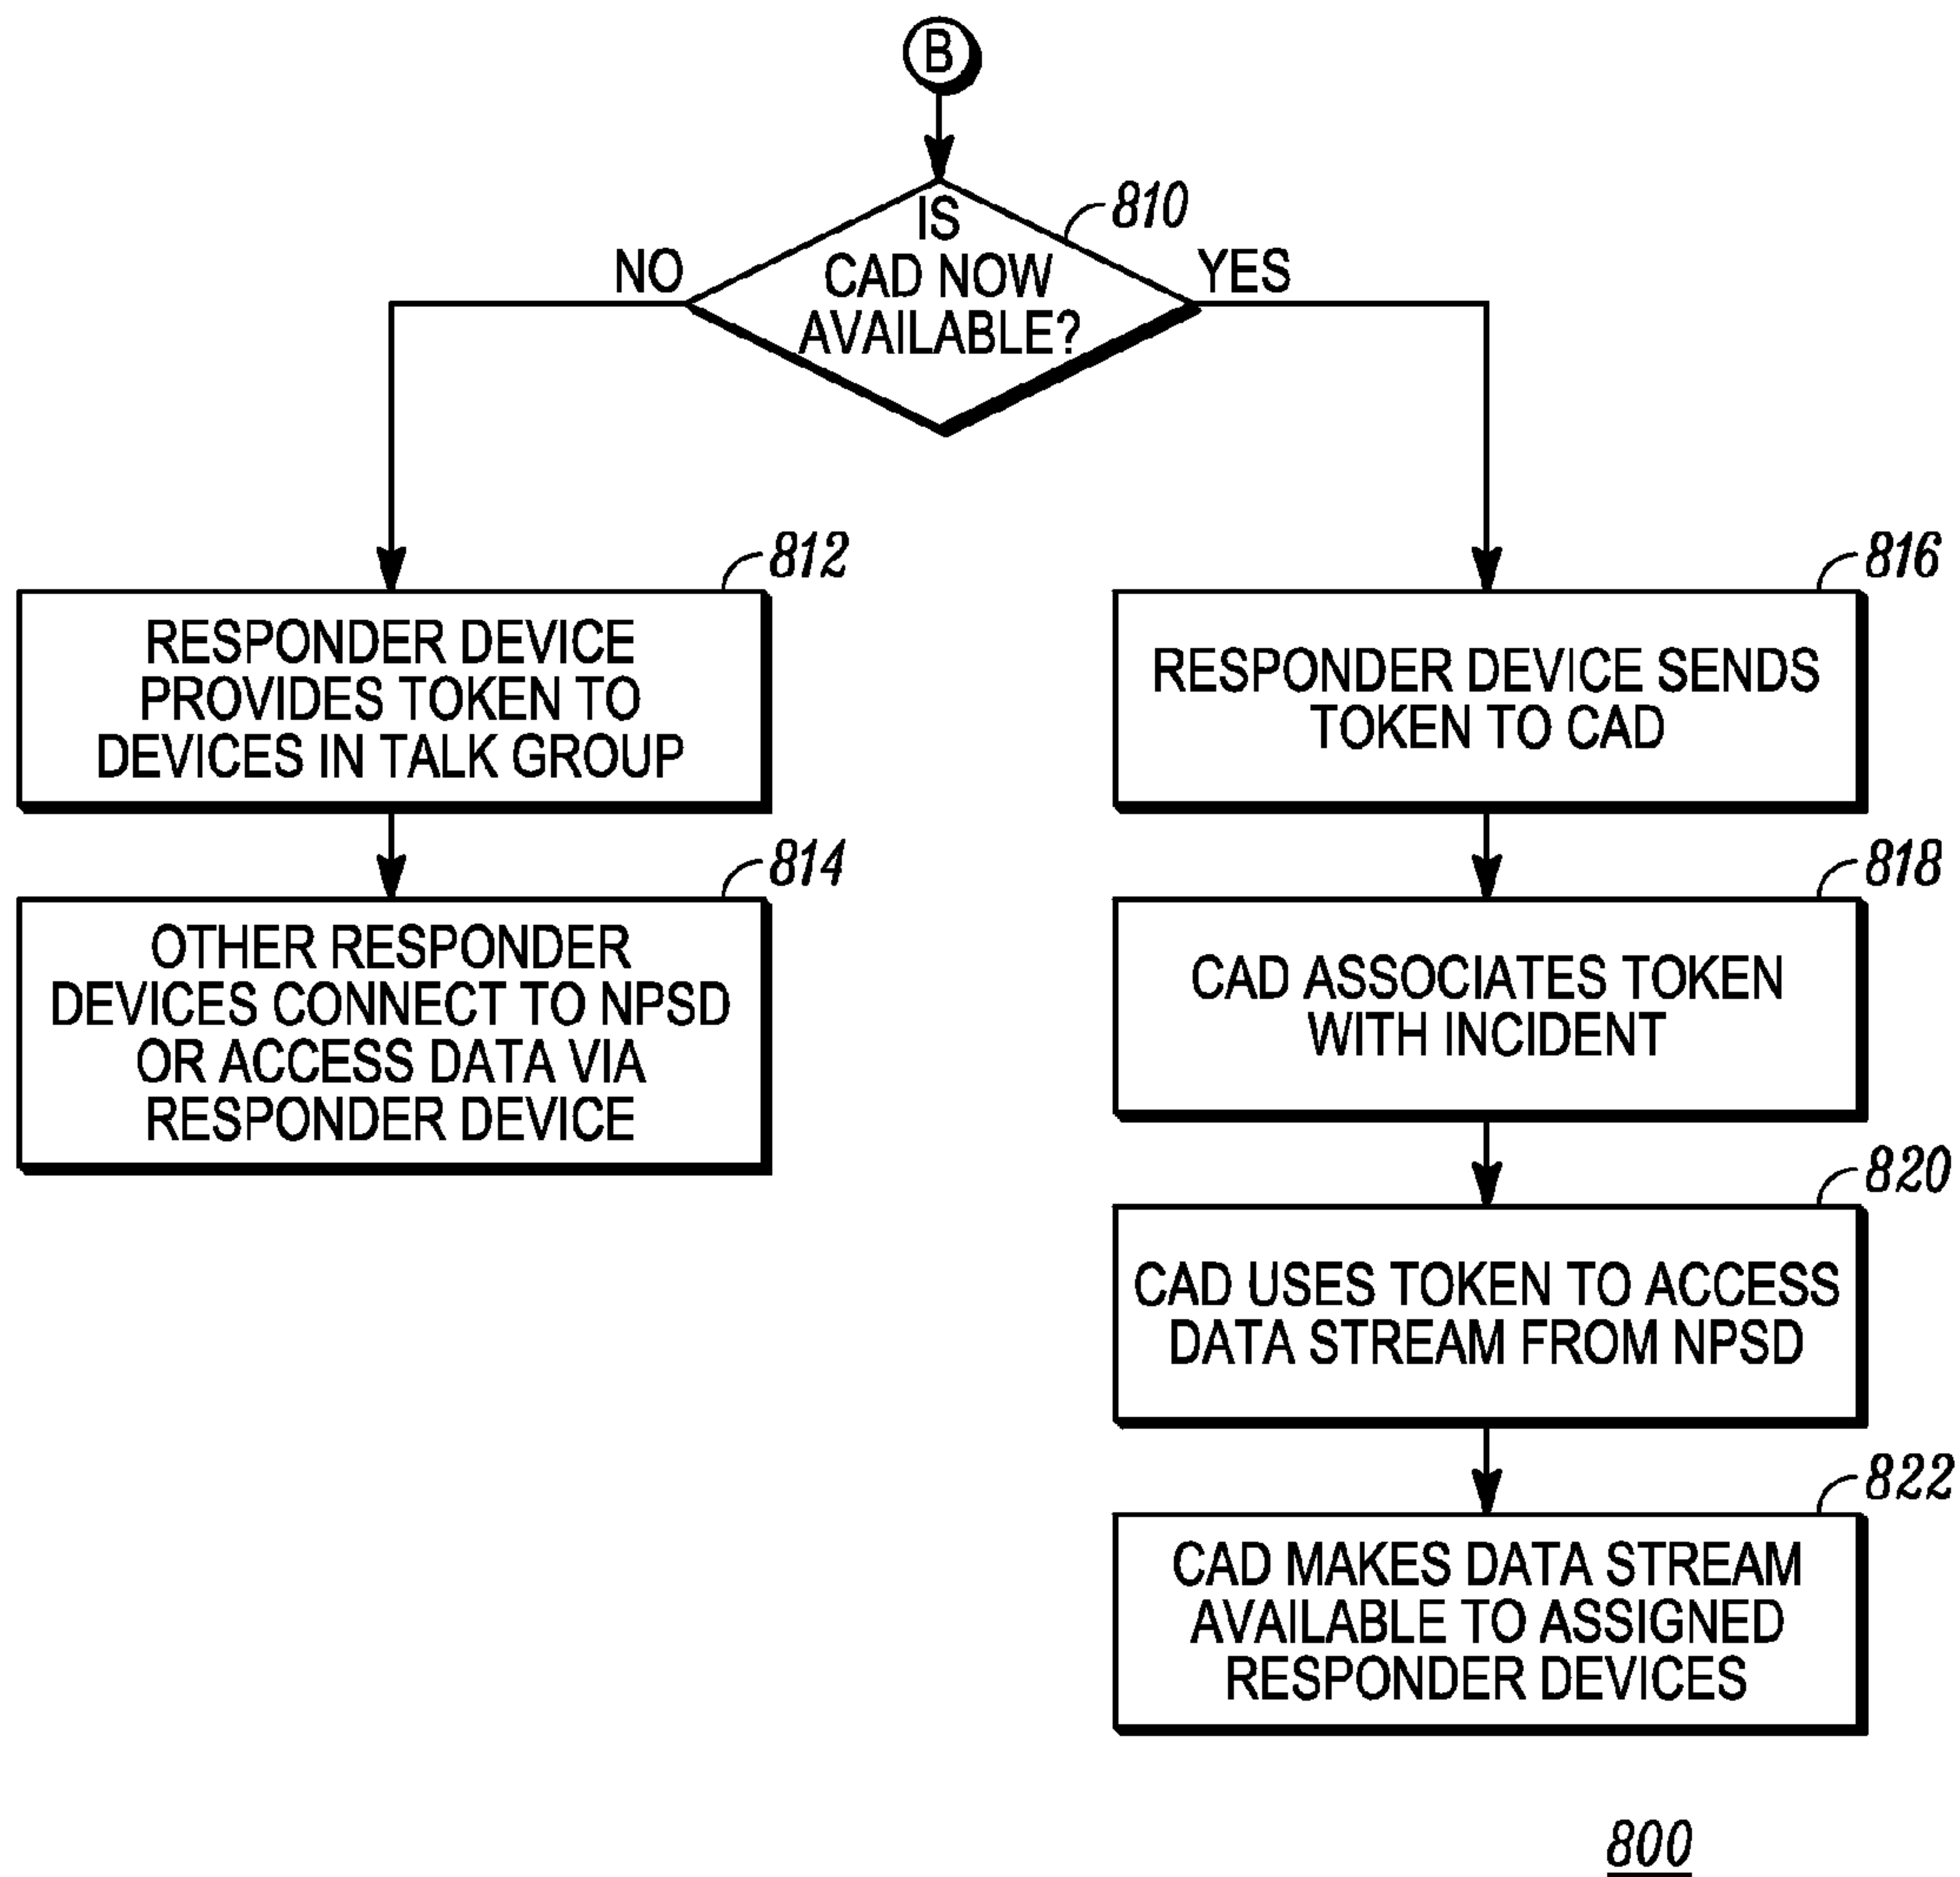 B
IS
CAD NOW
AVAILABLE?
810
NO
YES
812
RESPONDER DEVICE
PROVIDES TOKEN TO
DEVICES IN TALK GROUP
814
OTHER RESPONDER
DEVICES CONNECT TO NPSD
OR ACCESS DATA VIA
RESPONDER DEVICE
816
RESPONDER DEVICE SENDS
TOKEN TO CAD
818
CAD ASSOCIATES TOKEN
WITH INCIDENT
820
CAD USES TOKEN TO ACCESS
DATA STREAM FROM NPSD
822
CAD MAKES DATA STREAM
AVAILABLE TO ASSIGNED
RESPONDER DEVICES
800